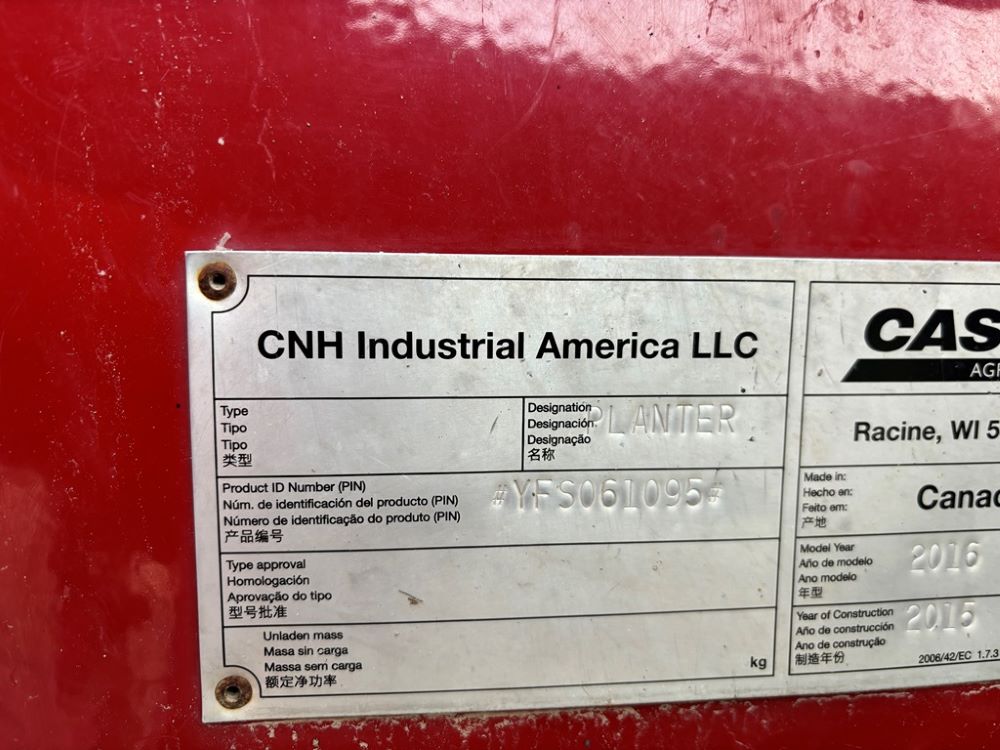 CNH Industrial America LLC
Type
Tipo
Tipo
类型
Designation
Designación
Designação
名称
PLANTER
Product ID Number (PIN)
Núm. de identificación del producto (PIN)
Número de identificação do produto (PIN)
产品编号
#YFS061095#
Type approval
Homologación
Aprovação do tipo
型号批准
Unladen mass
Masa sin carga
Massa sem carga
额定净功率
kg
CAS
AGR
Racine, WI 5
Made in:
Hecho en:
Feito em:
产地
Canad
Model Year
Año de modelo
Ano modelo
年型
2016
Year of Construction
Año de construcción
Ano de construção
制造年份
2015
2006/42/EC 1.7.3